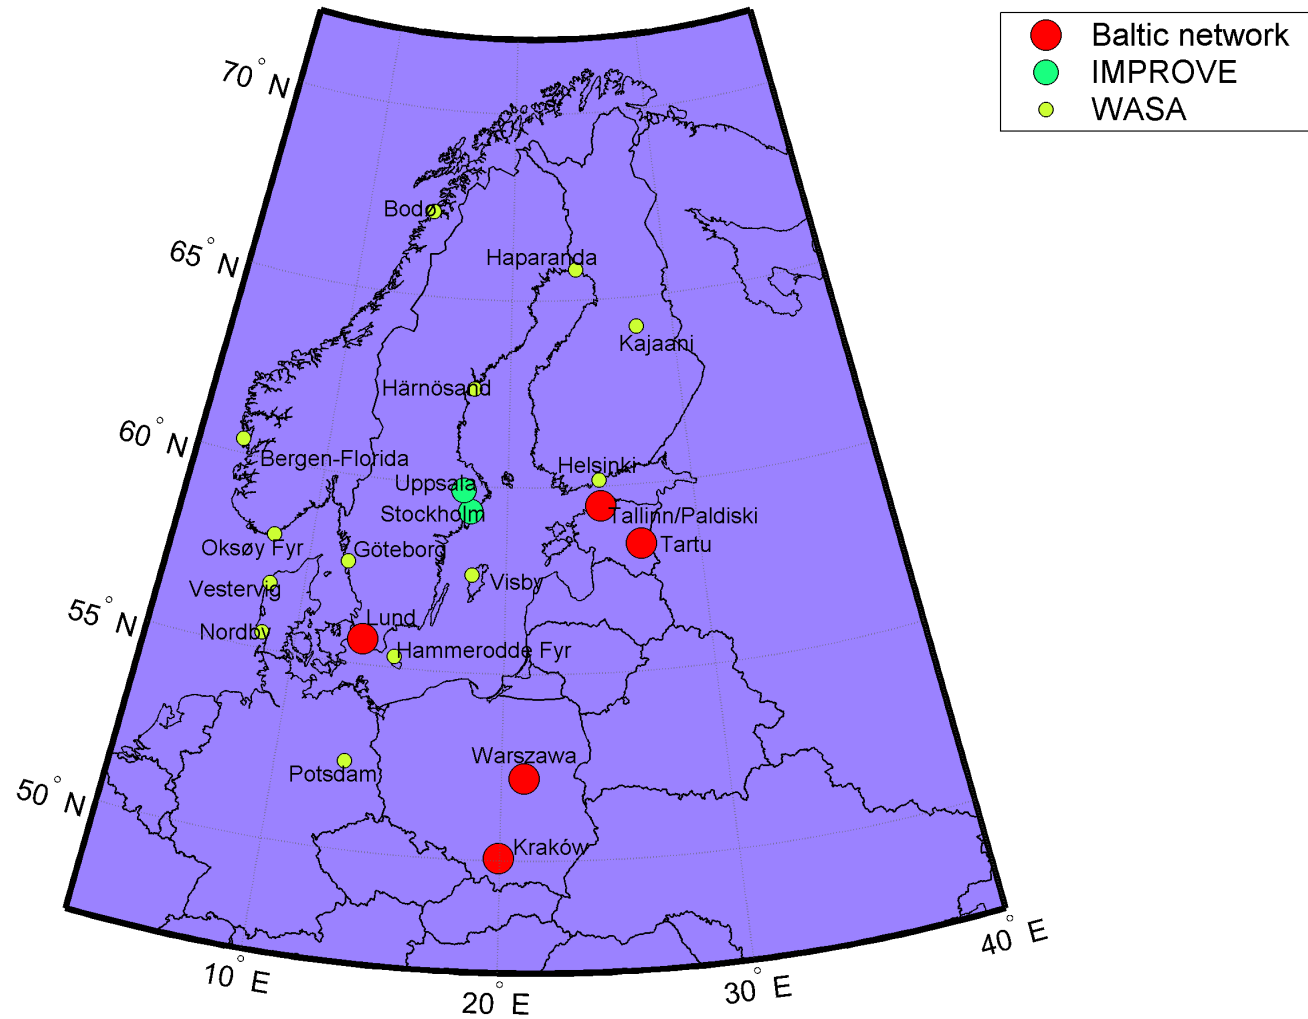 Baltic network
IMPROVE
WASA
70° N
65° N
60° N
55° N
50° N
10° E
20° E
30° E
40° E
Bodø
Haparanda
Kajaani
Härnösand
Bergen-Florida
Helsinki
Uppsala
Stockholm
Tallinn/Paldiski
Tartu
Oksøy Fyr
Göteborg
Vestervig
Visby
Nordby
Lund
Hammerodde Fyr
Warszawa
Potsdam
Kraków